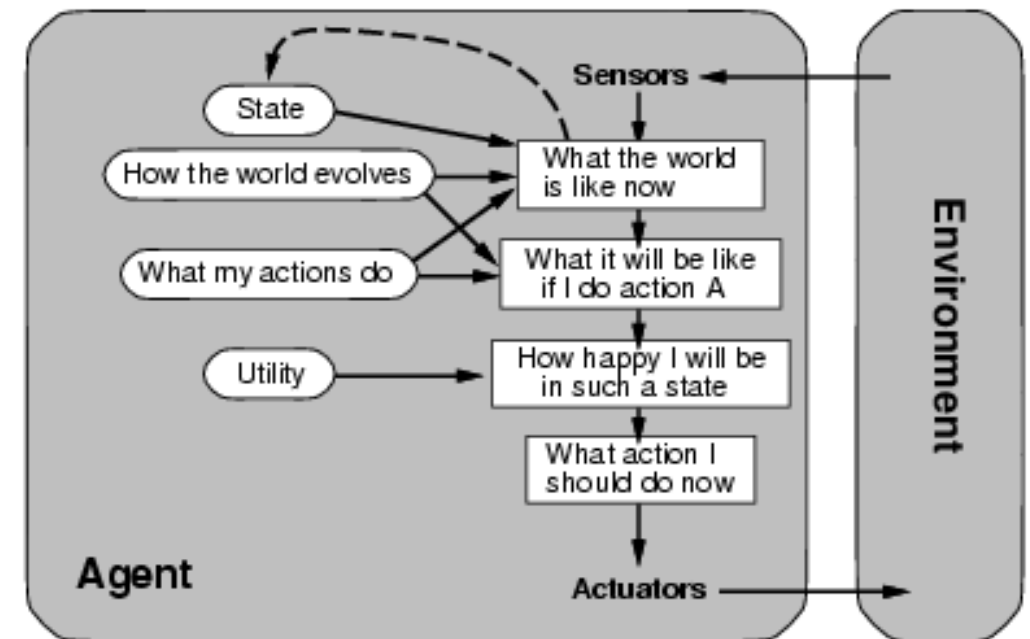 Sensors
State
What the world
is like now
How the world evolves
What my actions do
What it will be like
if I do action A
Utility
How happy I will be
in such a state
What action I
should do now
Agent
Actuators
Environment